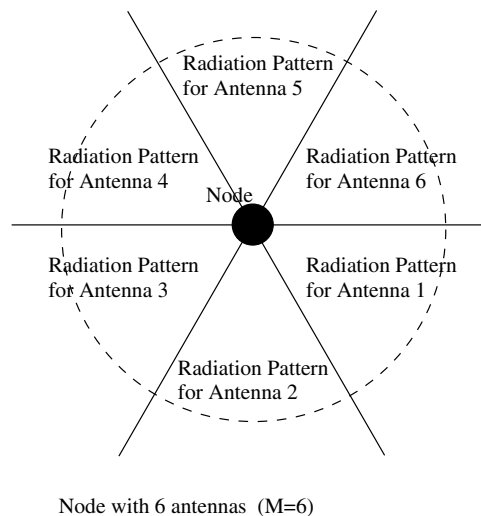 Radiation Pattern
for Antenna 5
Radiation Pattern
for Antenna 4
Radiation Pattern
for Antenna 6
Node
Radiation Pattern
for Antenna 3
Radiation Pattern
for Antenna 1
Radiation Pattern
for Antenna 2
Node with 6 antennas (M=6)